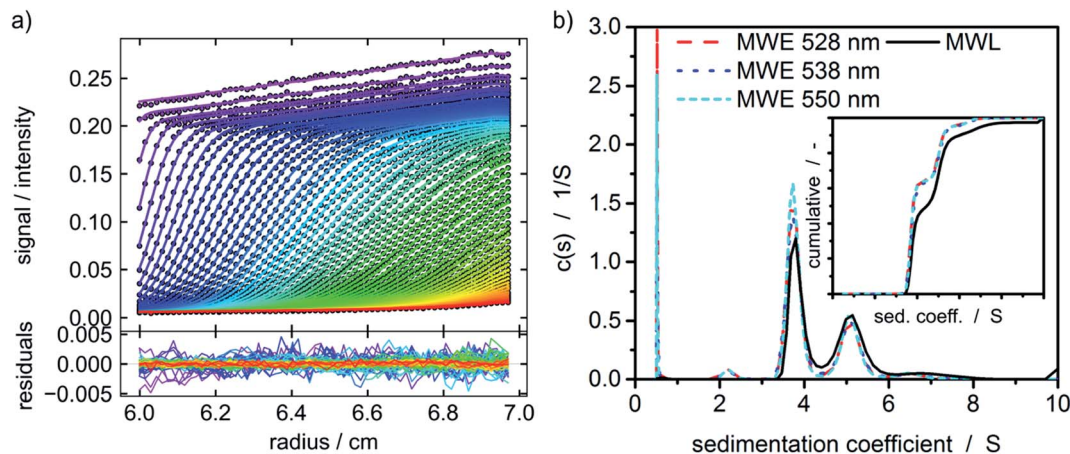 a)
0.25
0.20
0.15
0.10
0.05
0.00
signal / intensity
0.005
0.000
−0.005
residuals
6.0 6.2 6.4 6.6 6.8 7.0
radius / cm
b)
3.0
2.5
2.0
1.5
1.0
0.5
0.0
c(s) / 1/S
MWE 528 nm MWL
MWE 538 nm
MWE 550 nm
cumulative / -
sed. coeff. / S
0 2 4 6 8 10
sedimentation coefficient / S